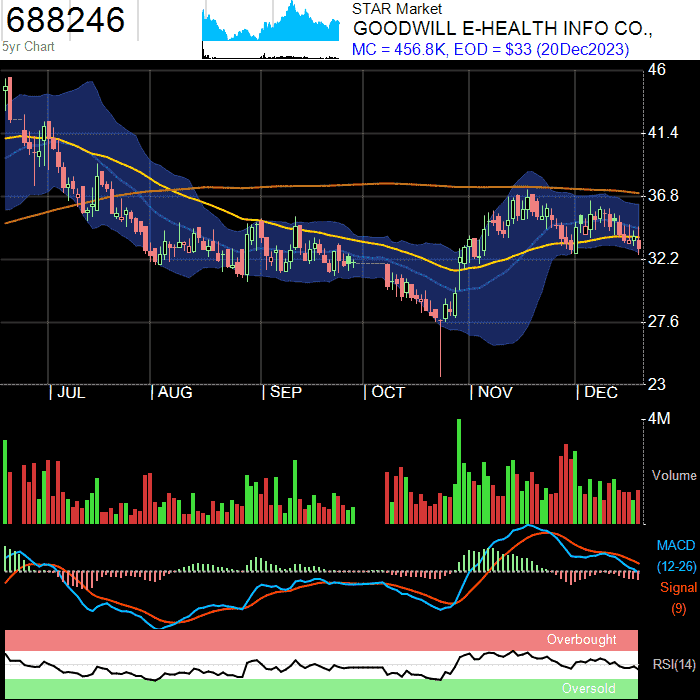 688246
5yr Chart
STAR Market
GOODWILL E-HEALTH INFO CO.,
MC = 456.8K, EOD = $33 (20Dec2023)
46
41.4
36.8
32.2
27.6
23
| JUL | AUG | SEP | OCT | NOV | DEC
4M
Volume
MACD
(12-26)
Signal
(9)
Overbought
RSI(14)
Oversold